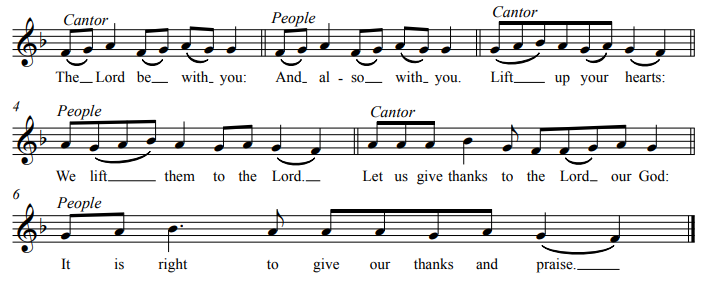 Cantor People Cantor
The Lord be with you: And al - so with you. Lift up your hearts:
4 People Cantor
We lift them to the Lord. Let us give thanks to the Lord our God:
6 People
It is right to give our thanks and praise.